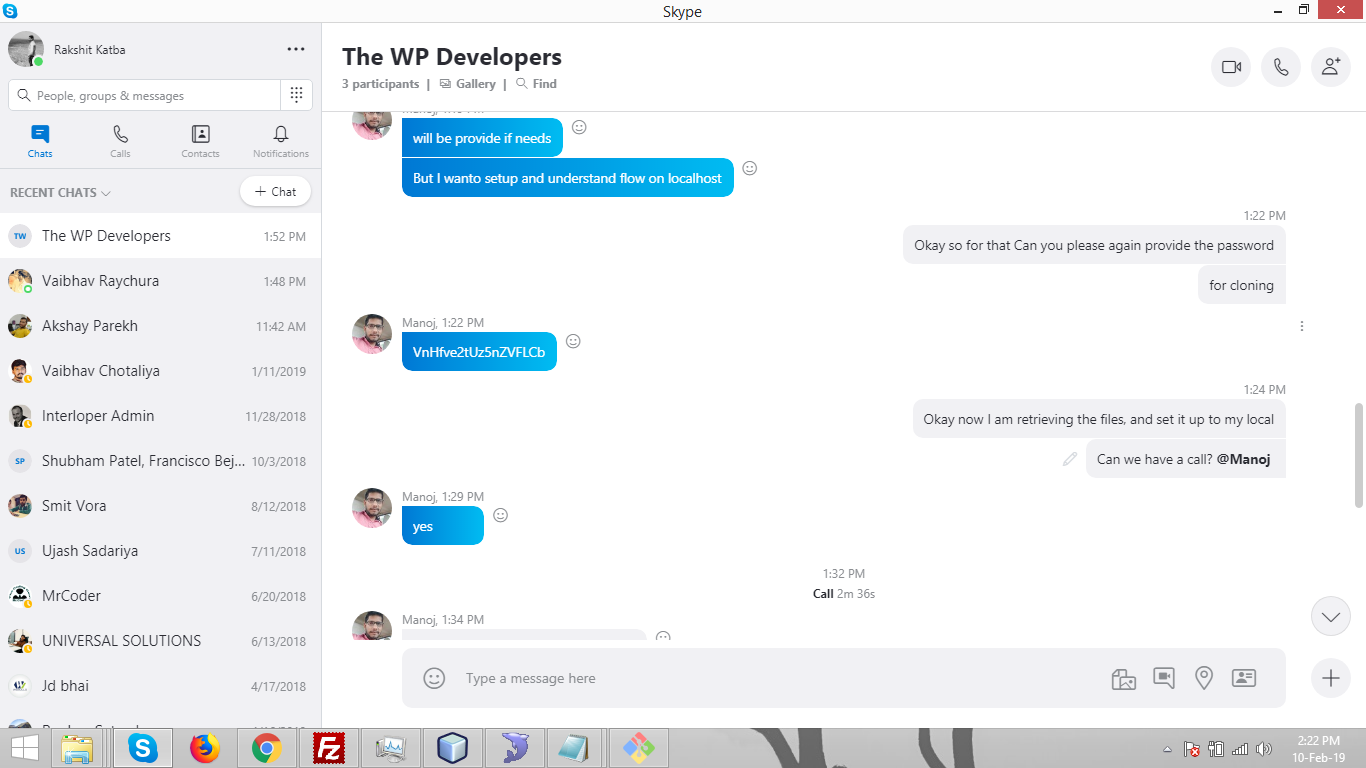 Skype
Rakshit Katba
People, groups & messages
Chats
Calls
Contacts
Notifications
RECENT CHATS
+ Chat
TW The WP Developers 1:52 PM
Vaibhav Raychura 1:48 PM
Akshay Parekh 11:42 AM
Vaibhav Chotaliya 1/11/2019
Interloper Admin 11/28/2018
SP Shubham Patel, Francisco Bej... 10/3/2018
Smit Vora 8/12/2018
US Ujash Sadariya 7/11/2018
MrCoder 6/20/2018
UNIVERSAL SOLUTIONS 6/13/2018
Jd bhai 4/17/2018
The WP Developers
3 participants | Gallery | Find
will be provide if needs
But I wanto setup and understand flow on localhost
1:22 PM
Okay so for that Can you please again provide the password
for cloning
Manoj, 1:22 PM
VnHfve2tUz5nZVFLCb
1:24 PM
Okay now I am retrieving the files, and set it up to my local
Can we have a call? @Manoj
Manoj, 1:29 PM
yes
1:32 PM
Call 2m 36s
Manoj, 1:34 PM
Type a message here
2:22 PM
10-Feb-19